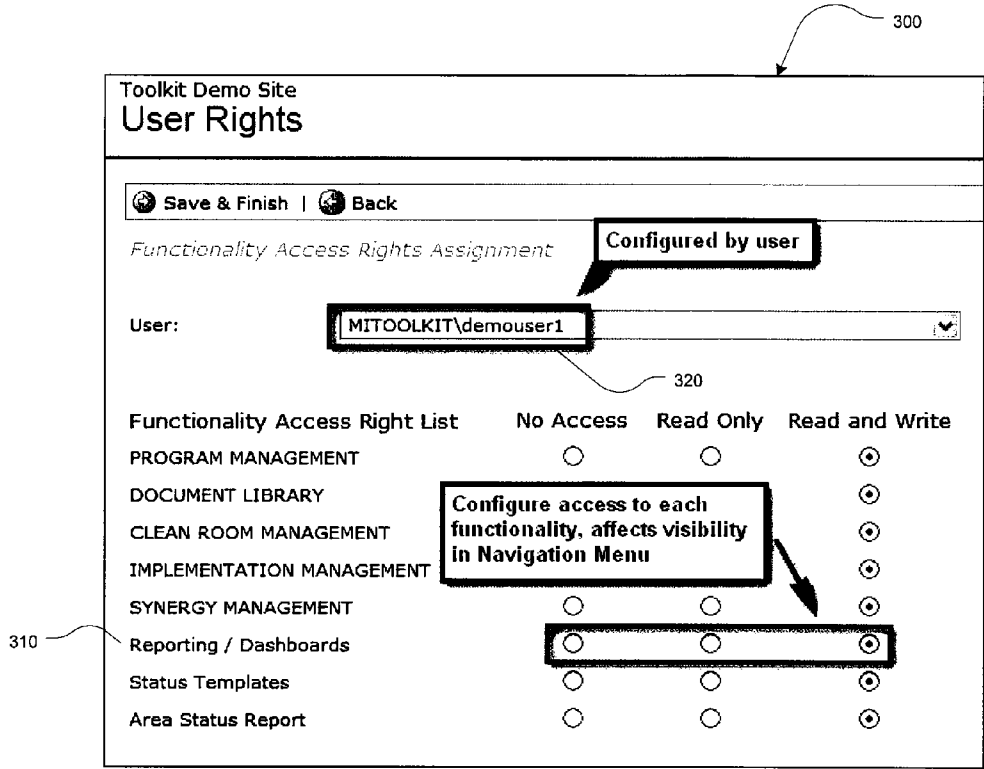 300
Toolkit Demo Site
User Rights
Save & Finish | Back
Functionality Access Rights Assignment
Configured by user
User:
MITOOLKIT\demouser1
320
Functionality Access Right List No Access Read Only Read and Write
PROGRAM MANAGEMENT
DOCUMENT LIBRARY
CLEAN ROOM MANAGEMENT
IMPLEMENTATION MANAGEMENT
Configure access to each
functionality, affects visibility
in Navigation Menu
SYNERGY MANAGEMENT
310
Reporting / Dashboards
Status Templates
Area Status Report